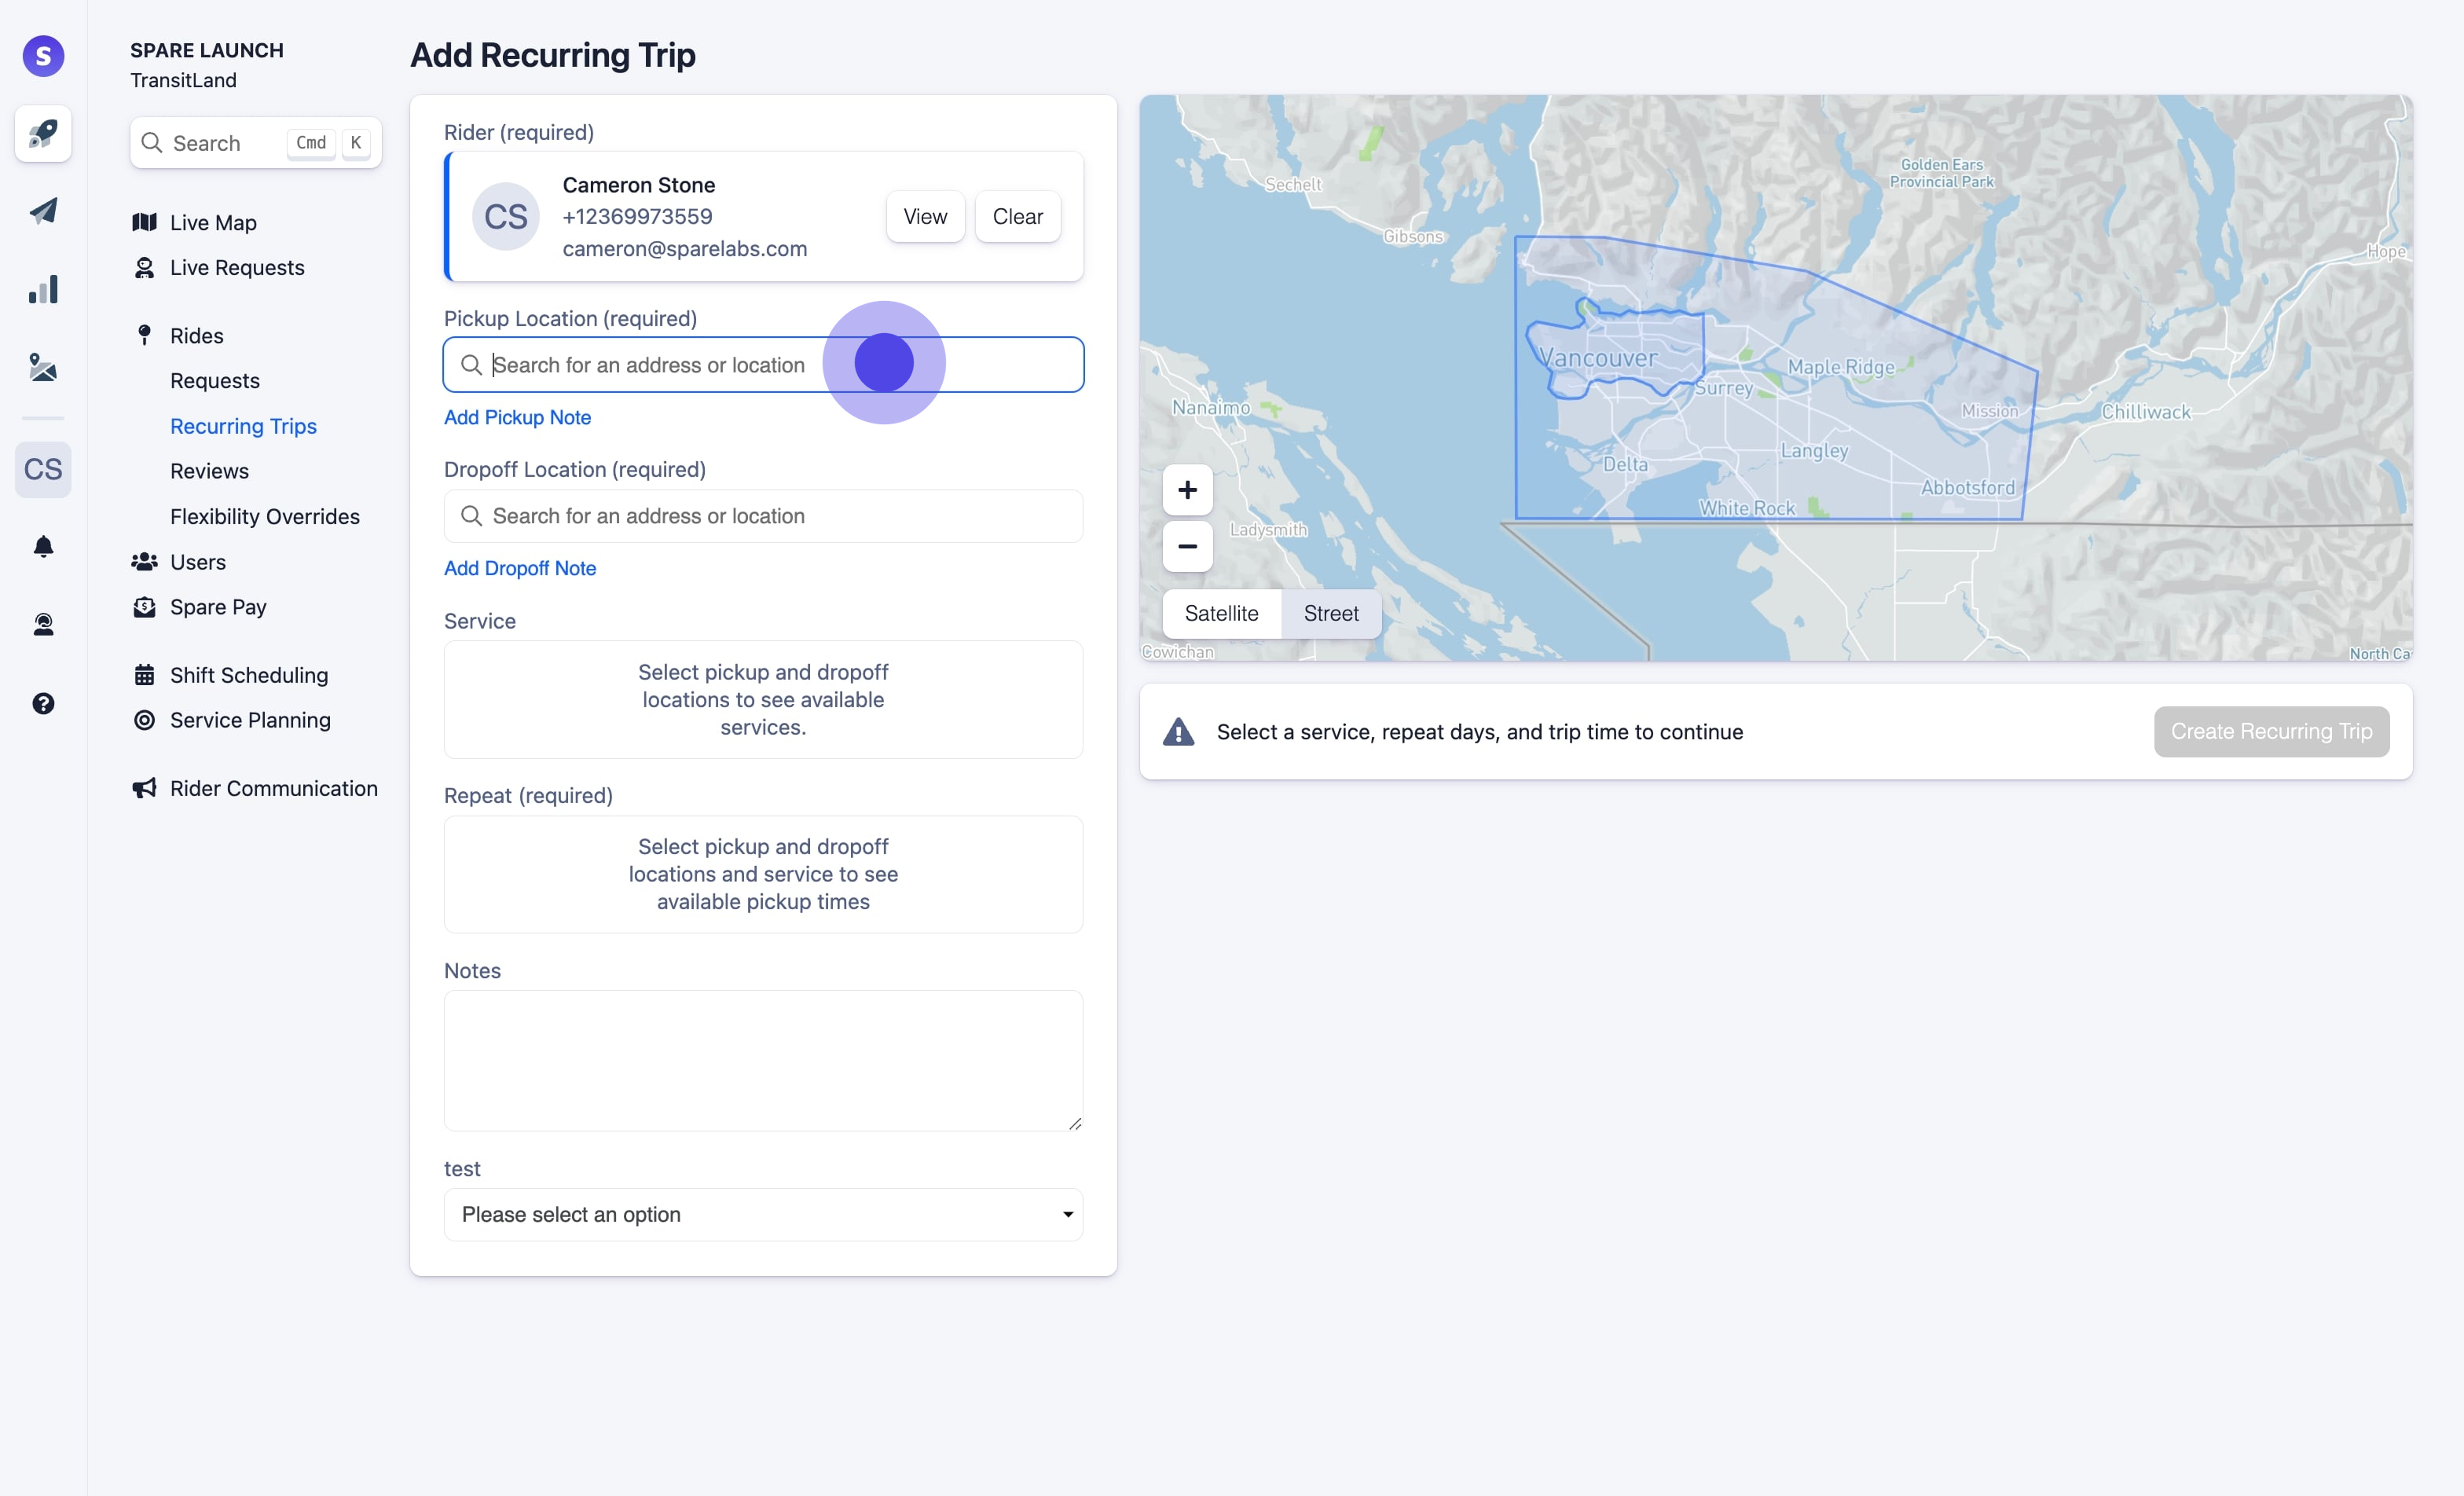 S
SPARE LAUNCH
TransitLand
Search Cmd K
Live Map
Live Requests
Rides
Requests
Recurring Trips
Reviews
Flexibility Overrides
Users
Spare Pay
Shift Scheduling
Service Planning
Rider Communication
CS
Add Recurring Trip
Rider (required)
CS
Cameron Stone
+12369973559
cameron@sparelabs.com
View
Clear
Pickup Location (required)
Search for an address or location
Add Pickup Note
Dropoff Location (required)
Search for an address or location
Add Dropoff Note
Service
Select pickup and dropoff
locations to see available
services.
Repeat (required)
Select pickup and dropoff
locations and service to see
available pickup times
Notes
test
Please select an option
Golden Ears
Provincial Park
Sechelt
Gibsons
Hope
Vancouver
Maple Ridge
Surrey
Nanaimo
Mission
Chilliwack
Langley
Delta
Abbotsford
White Rock
Ladysmith
+
−
Satellite
Street
Cowichan
North Ca
Select a service, repeat days, and trip time to continue
Create Recurring Trip